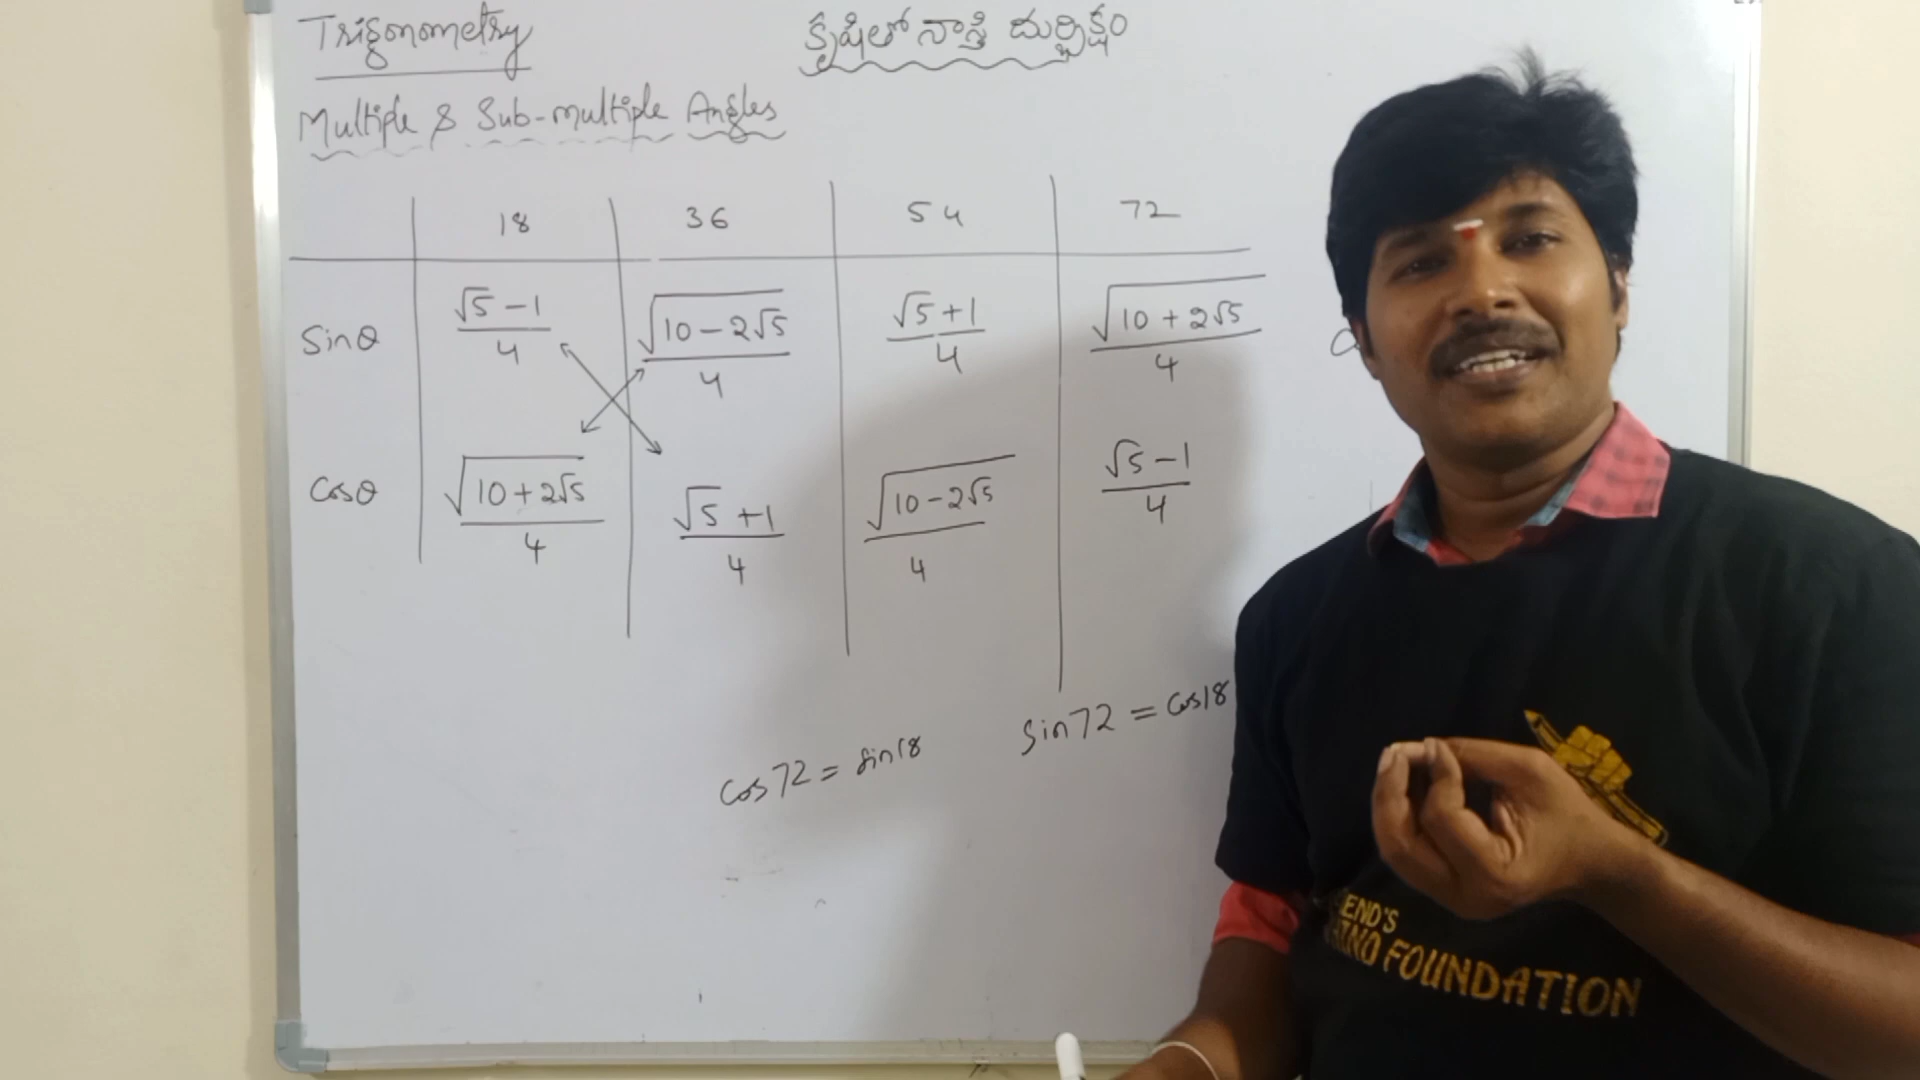 Trigonometry
కృషితో నాస్తి దుర్భిక్షం
Multiple & Sub-multiple Angles
18 36 54 72
Sinθ (√5 - 1)/4 √(10 - 2√5)/4 (√5 + 1)/4 √(10 + 2√5)/4
Cosθ √(10 + 2√5)/4 (√5 + 1)/4 √(10 - 2√5)/4 (√5 - 1)/4
Cos72 = Sin18
Sin72 = Cos18
END'S
FOUNDATION